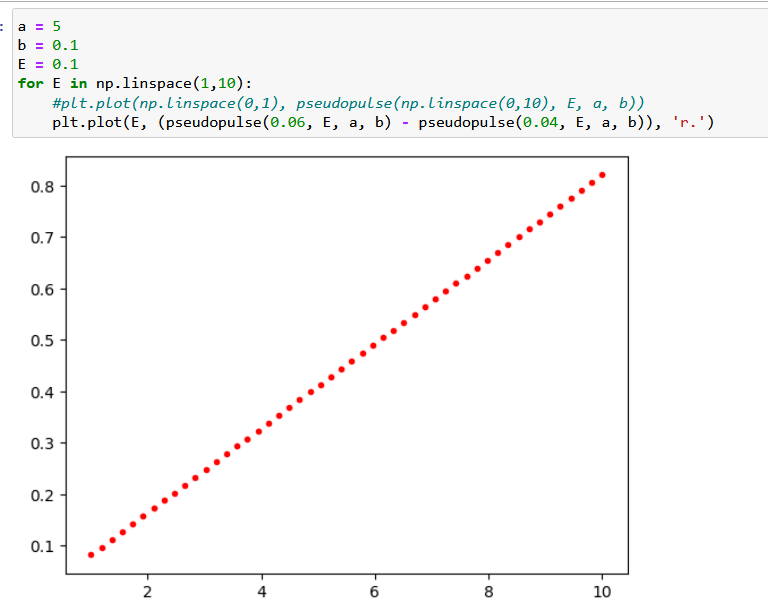 : a = 5
b = 0.1
E = 0.1
for E in np.linspace(1,10):
#plt.plot(np.linspace(0,1), pseudopulse(np.linspace(0,10), E, a, b))
plt.plot(E, (pseudopulse(0.06, E, a, b) - pseudopulse(0.04, E, a, b)), 'r.')
0.8
0.7
0.6
0.5
0.4
0.3
0.2
0.1
2 4 6 8 10